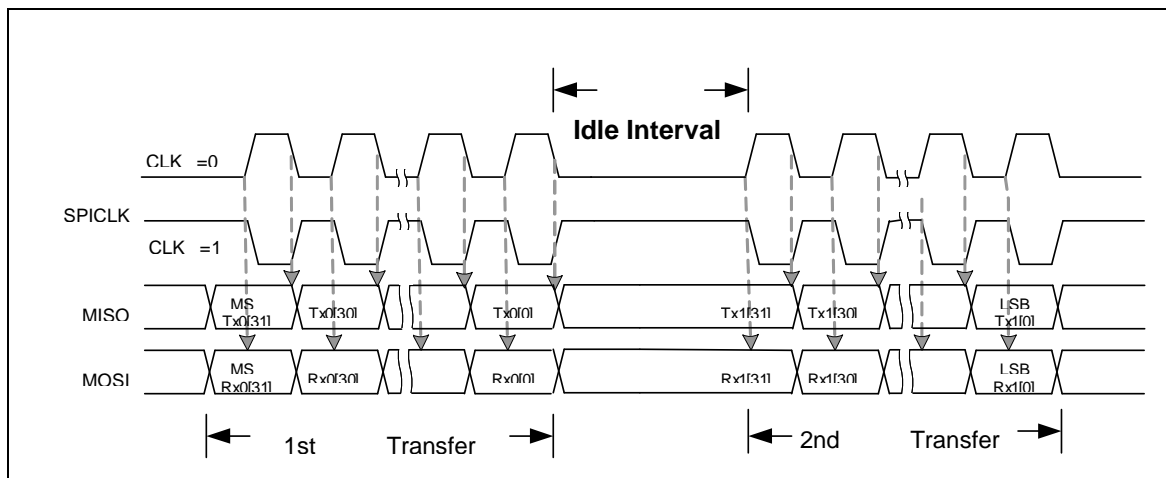 Idle Interval
CLK =0
SPICLK
CLK =1
MISO
MS Tx0[30] Tx0[0] Tx1[31] Tx1[30] LSB
Tx0[31] Tx1[0]
MOSI
MS Rx0[30] Rx0[0] Rx1[31] Rx1[30] LSB
Rx0[31] Rx1[0]
1st Transfer 2nd Transfer